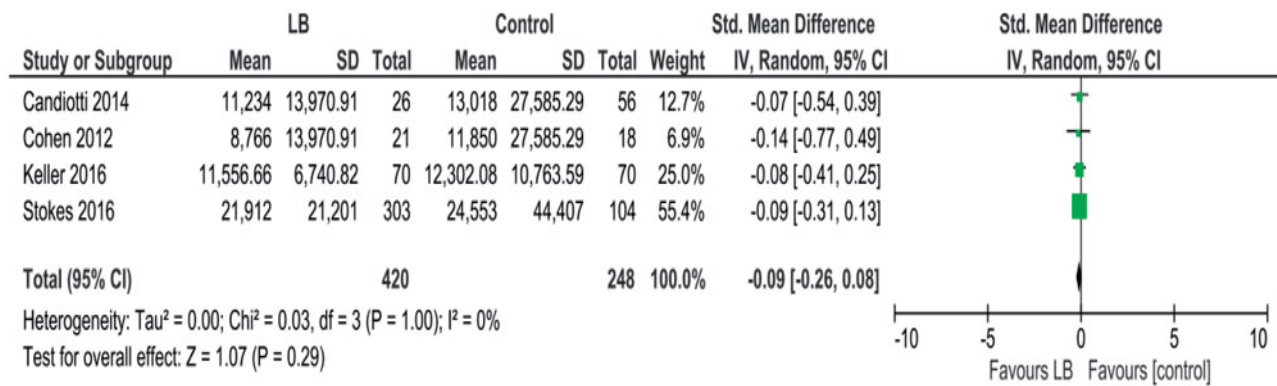 LB Control Std. Mean Difference Std. Mean Difference
Study or Subgroup Mean SD Total Mean SD Total Weight IV, Random, 95% CI IV, Random, 95% CI
Candiotti 2014 11,234 13,970.91 26 13,018 27,585.29 56 12.7% -0.07 [-0.54, 0.39]
Cohen 2012 8,766 13,970.91 21 11,850 27,585.29 18 6.9% -0.14 [-0.77, 0.49]
Keller 2016 11,556.66 6,740.82 70 12,302.08 10,763.59 70 25.0% -0.08 [-0.41, 0.25]
Stokes 2016 21,912 21,201 303 24,553 44,407 104 55.4% -0.09 [-0.31, 0.13]
Total (95% CI) 420 248 100.0% -0.09 [-0.26, 0.08]
Heterogeneity: Tau² = 0.00; Chi² = 0.03, df = 3 (P = 1.00); I² = 0%
Test for overall effect: Z = 1.07 (P = 0.29)
-10 -5 0 5 10
Favours LB Favours [control]